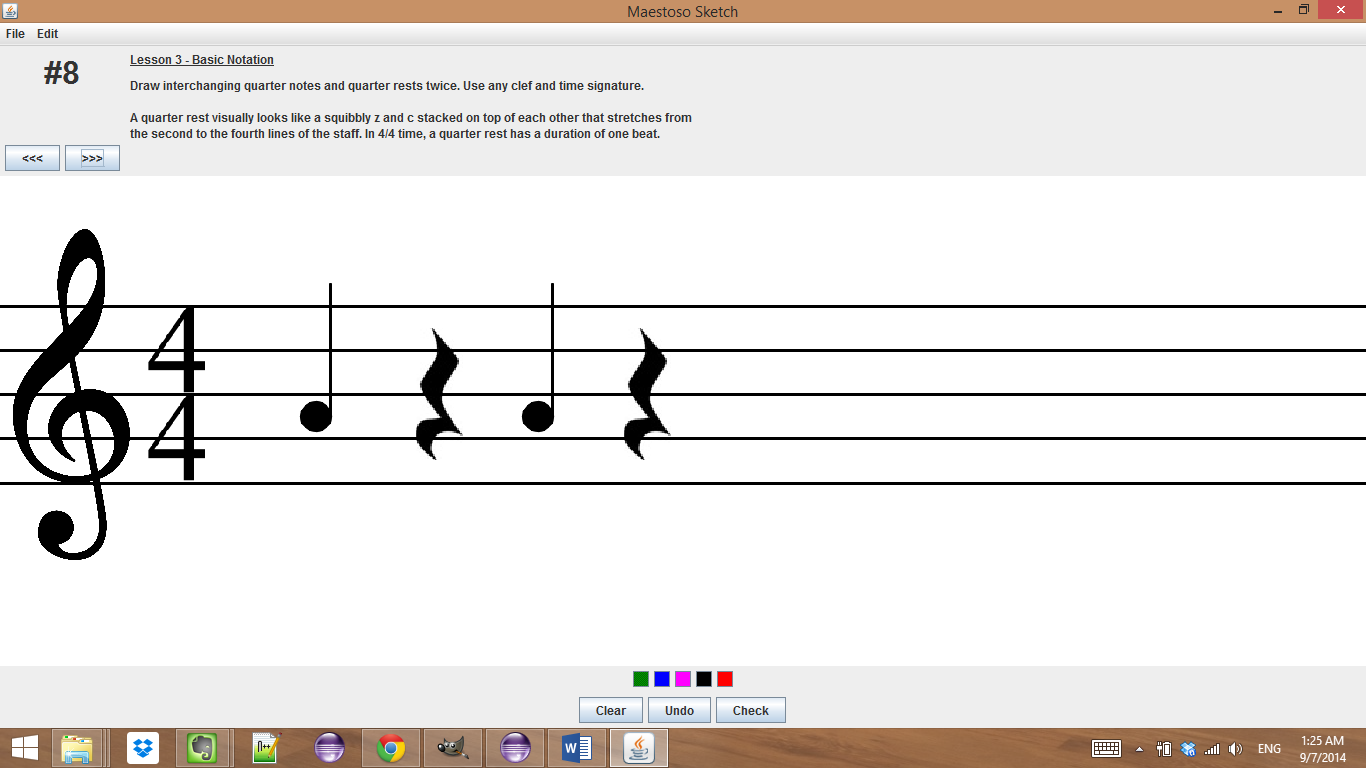 Maestoso Sketch
File Edit
#8
Lesson 3 - Basic Notation
Draw interchanging quarter notes and quarter rests twice. Use any clef and time signature.
A quarter rest visually looks like a squibbly z and c stacked on top of each other that stretches from
the second to the fourth lines of the staff. In 4/4 time, a quarter rest has a duration of one beat.
<<< >>>
4
4
Clear Undo Check
ENG
1:25 AM
9/7/2014